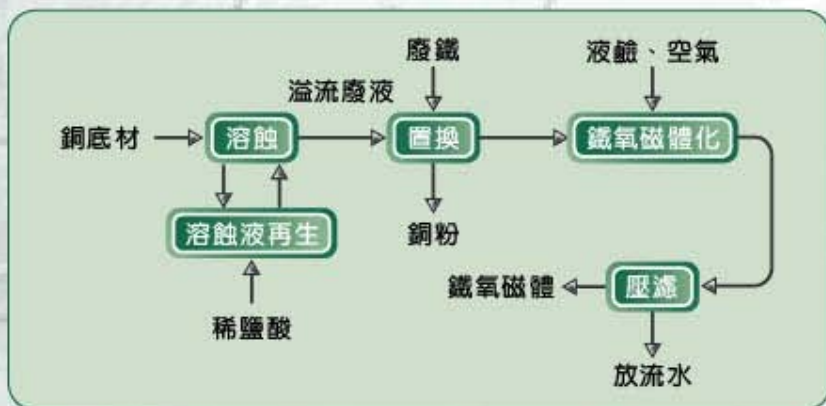 廢鐵
液鹼、空氣
溢流廢液
銅底材
溶蝕
置換
鐵氧磁體化
溶蝕液再生
銅粉
稀鹽酸
鐵氧磁體
壓濾
放流水